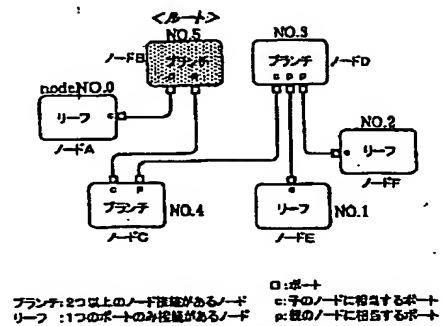 <ルート>
NO.5
NO.3
ノードB
ブランチ
ブランチ
ノードD
c p p
nodeNO.0
NO.2
リーフ
c
c
リーフ
ノードA
ノードF
c p
c
ブランチ
NO.4
リーフ
NO.1
ノードC
ノードE
□:ポート
ブランチ:2つ以上のノード接続があるノード
c:子のノードに相当するポート
リーフ :1つのポートのみ接続があるノード
p:親のノードに相当するポート